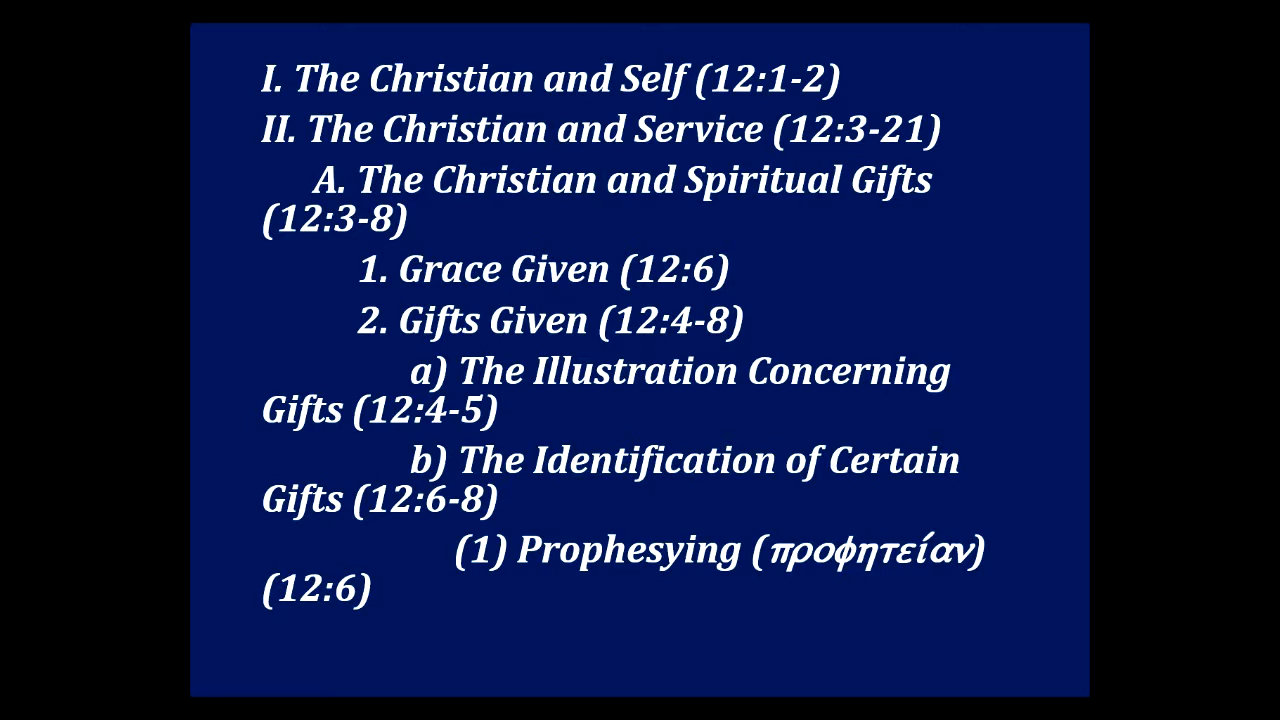 I. The Christian and Self (12:1-2)
II. The Christian and Service (12:3-21)
A. The Christian and Spiritual Gifts
(12:3-8)
1. Grace Given (12:6)
2. Gifts Given (12:4-8)
a) The Illustration Concerning
Gifts (12:4-5)
b) The Identification of Certain
Gifts (12:6-8)
(1) Prophesying (προφητείαν)
(12:6)